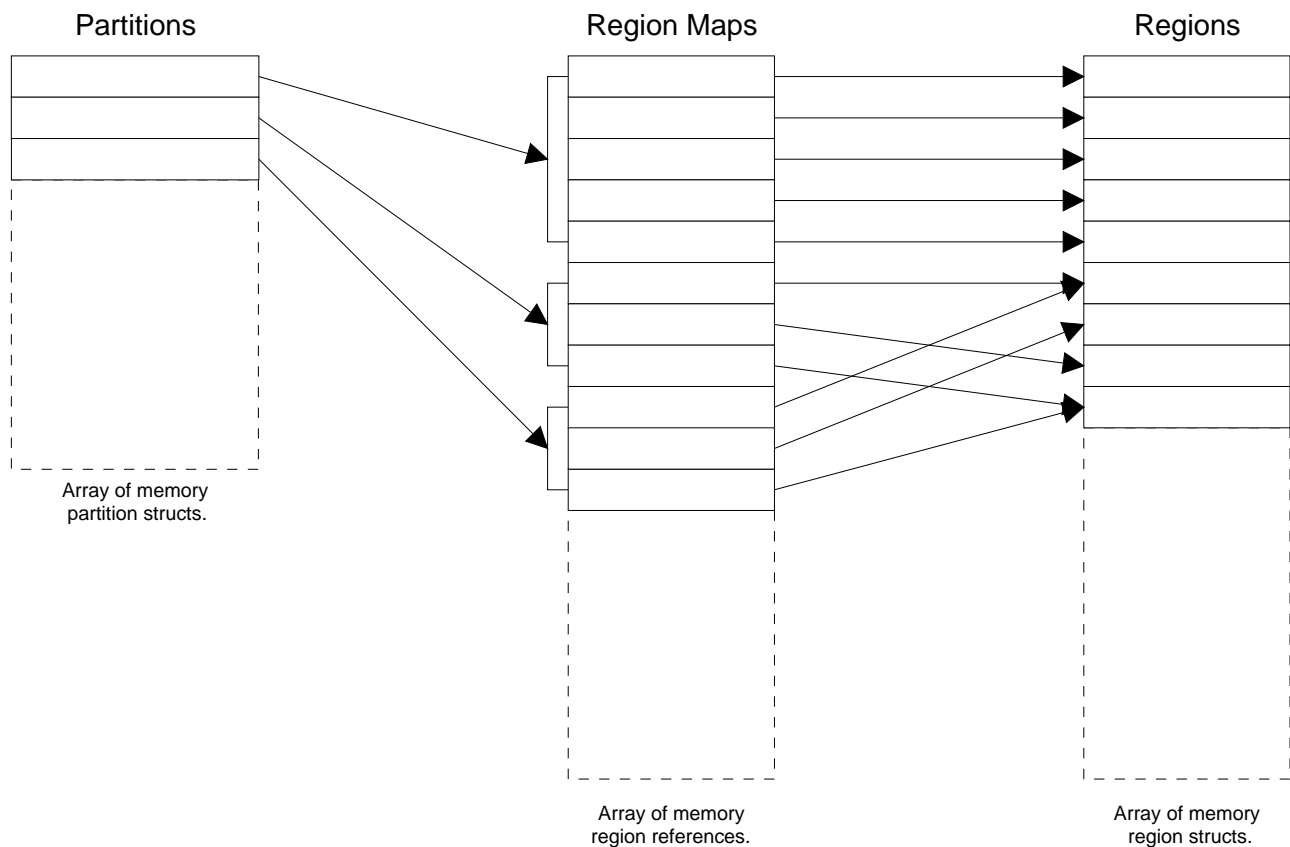 Partitions
Region Maps
Regions
Array of memory
partition structs.
Array of memory
region references.
Array of memory
region structs.